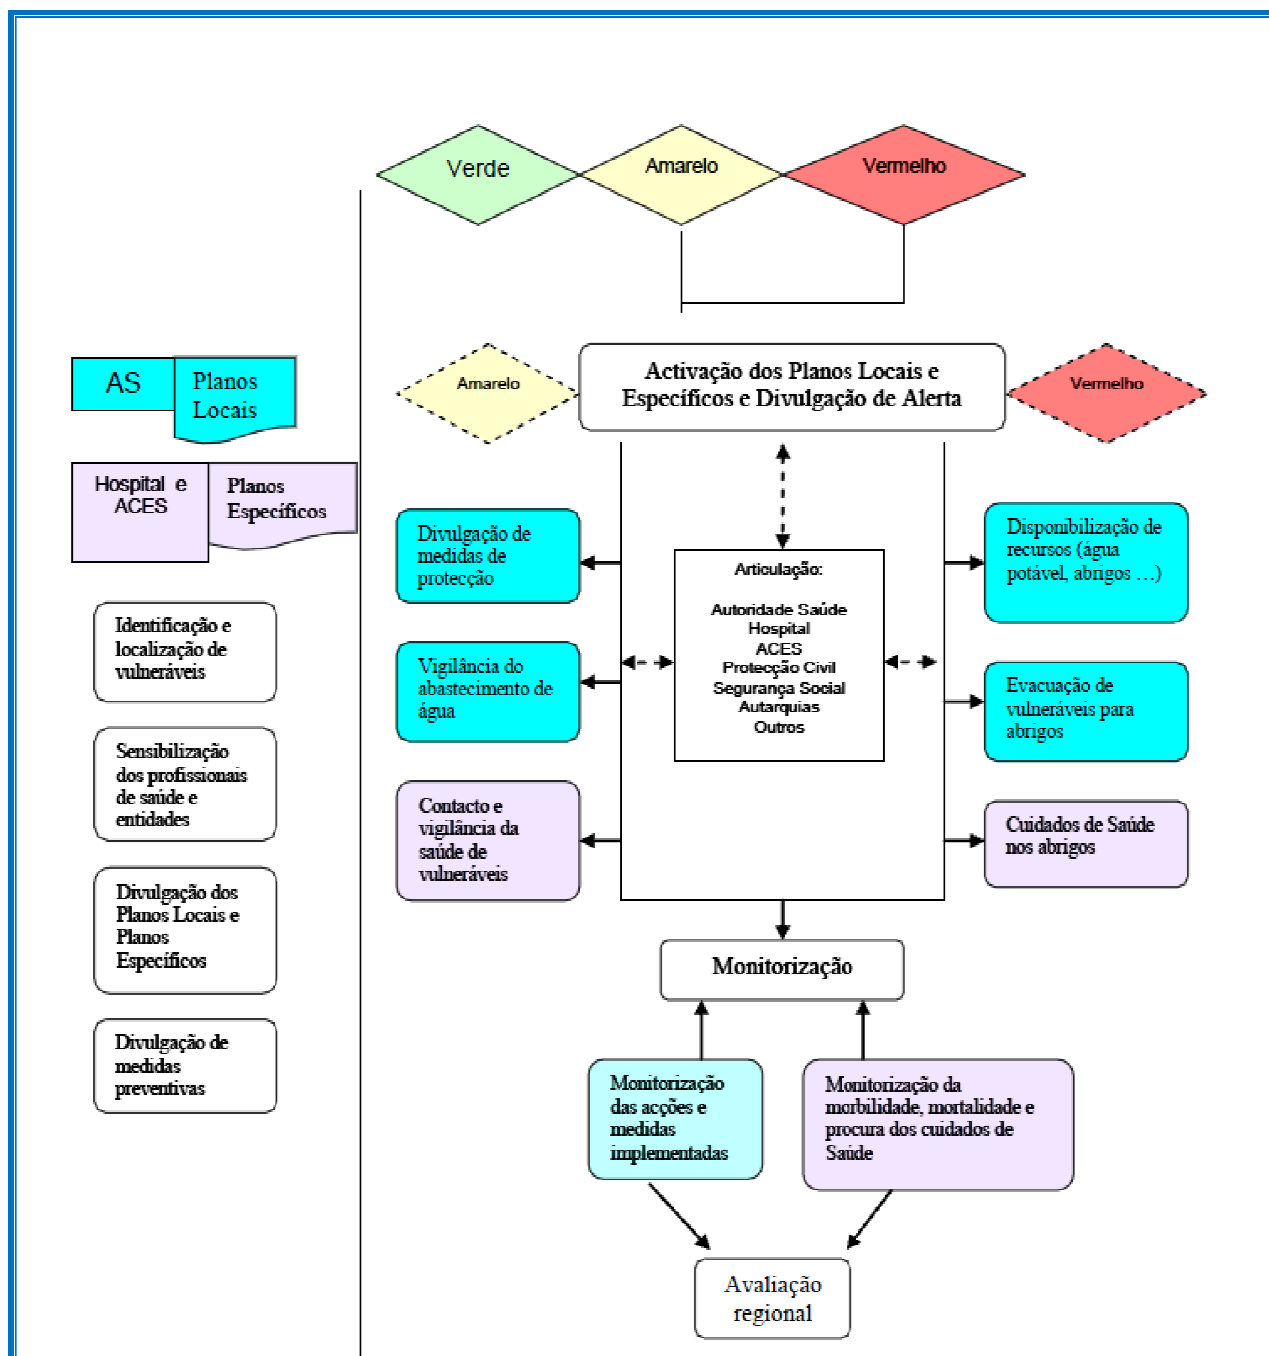 Verde
Amarelo
Vermelho
AS
Planos
Locais
Hospital e
ACES
Planos
Específicos
Identificação e
localização de
vulneráveis
Sensibilização
dos profissionais
de saúde e
entidades
Divulgação dos
Planos Locais e
Planos
Específicos
Divulgação de
medidas
preventivas
Amarelo
Activação dos Planos Locais e
Específicos e Divulgação de Alerta
Vermelho
Divulgação de
medidas de
protecção
Vigilância do
abastecimento de
água
Contacto e
vigilância da
saúde de
vulneráveis
Articulação:
Autoridade Saúde
Hospital
ACES
Protecção Civil
Segurança Social
Autarquias
Outros
Disponibilização de
recursos (água
potável, abrigos …)
Evacuação de
vulneráveis para
abrigos
Cuidados de Saúde
nos abrigos
Monitorização
Monitorização
das acções e
medidas
implementadas
Monitorização da
morbilidade, mortalidade e
procura dos cuidados de
Saúde
Avaliação
regional